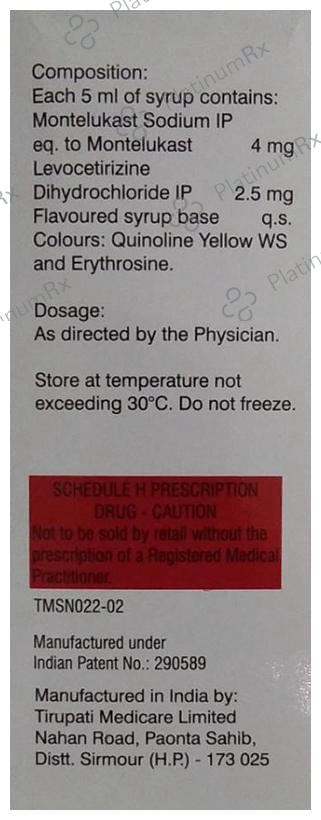 Composition:
Each 5 ml of syrup contains:
Montelukast Sodium IP
eq. to Montelukast 4 mg
Levocetirizine
Dihydrochloride IP 2.5 mg
Flavoured syrup base q.s.
Colours: Quinoline Yellow WS
and Erythrosine.
Dosage:
As directed by the Physician.
Store at temperature not
exceeding 30°C. Do not freeze.
SCHEDULE H PRESCRIPTION
DRUG - CAUTION
Not to be sold by retail without the
prescription of a Registered Medical
Practitioner.
TMSN022-02
Manufactured under
Indian Patent No.: 290589
Manufactured in India by:
Tirupati Medicare Limited
Nahan Road, Paonta Sahib,
Distt. Sirmour (H.P.) - 173 025
PlatinumRx
PlatinumRx